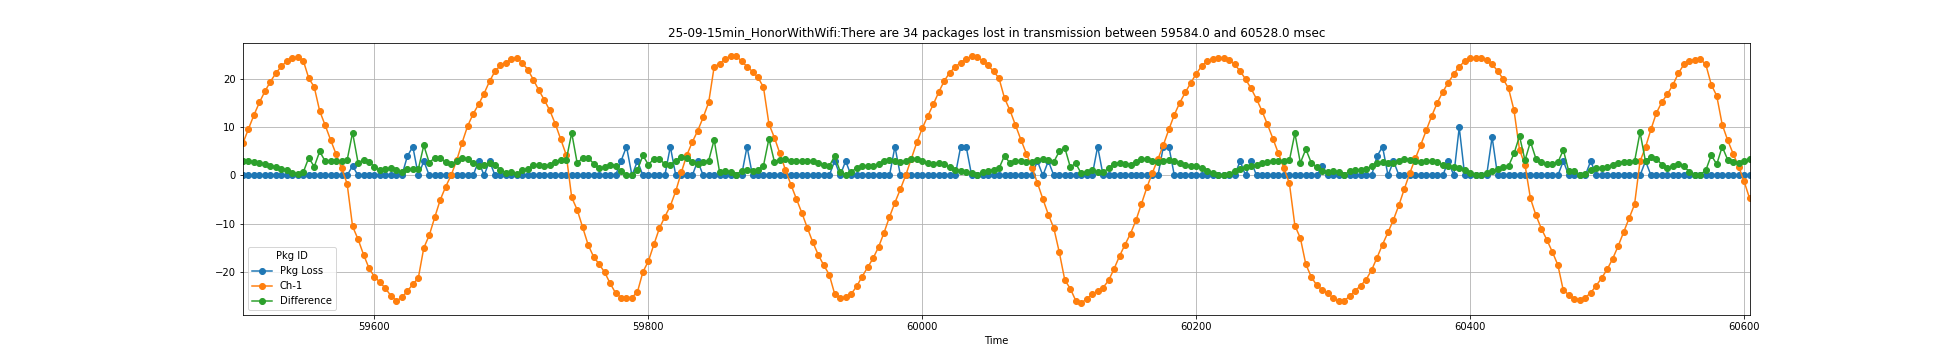 25-09-15min_HonorWithWifi:There are 34 packages lost in transmission between 59584.0 and 60528.0 msec
20
10
0
−10
−20
Pkg ID
Pkg Loss
Ch-1
Difference
59600 59800 60000 60200 60400 60600
Time